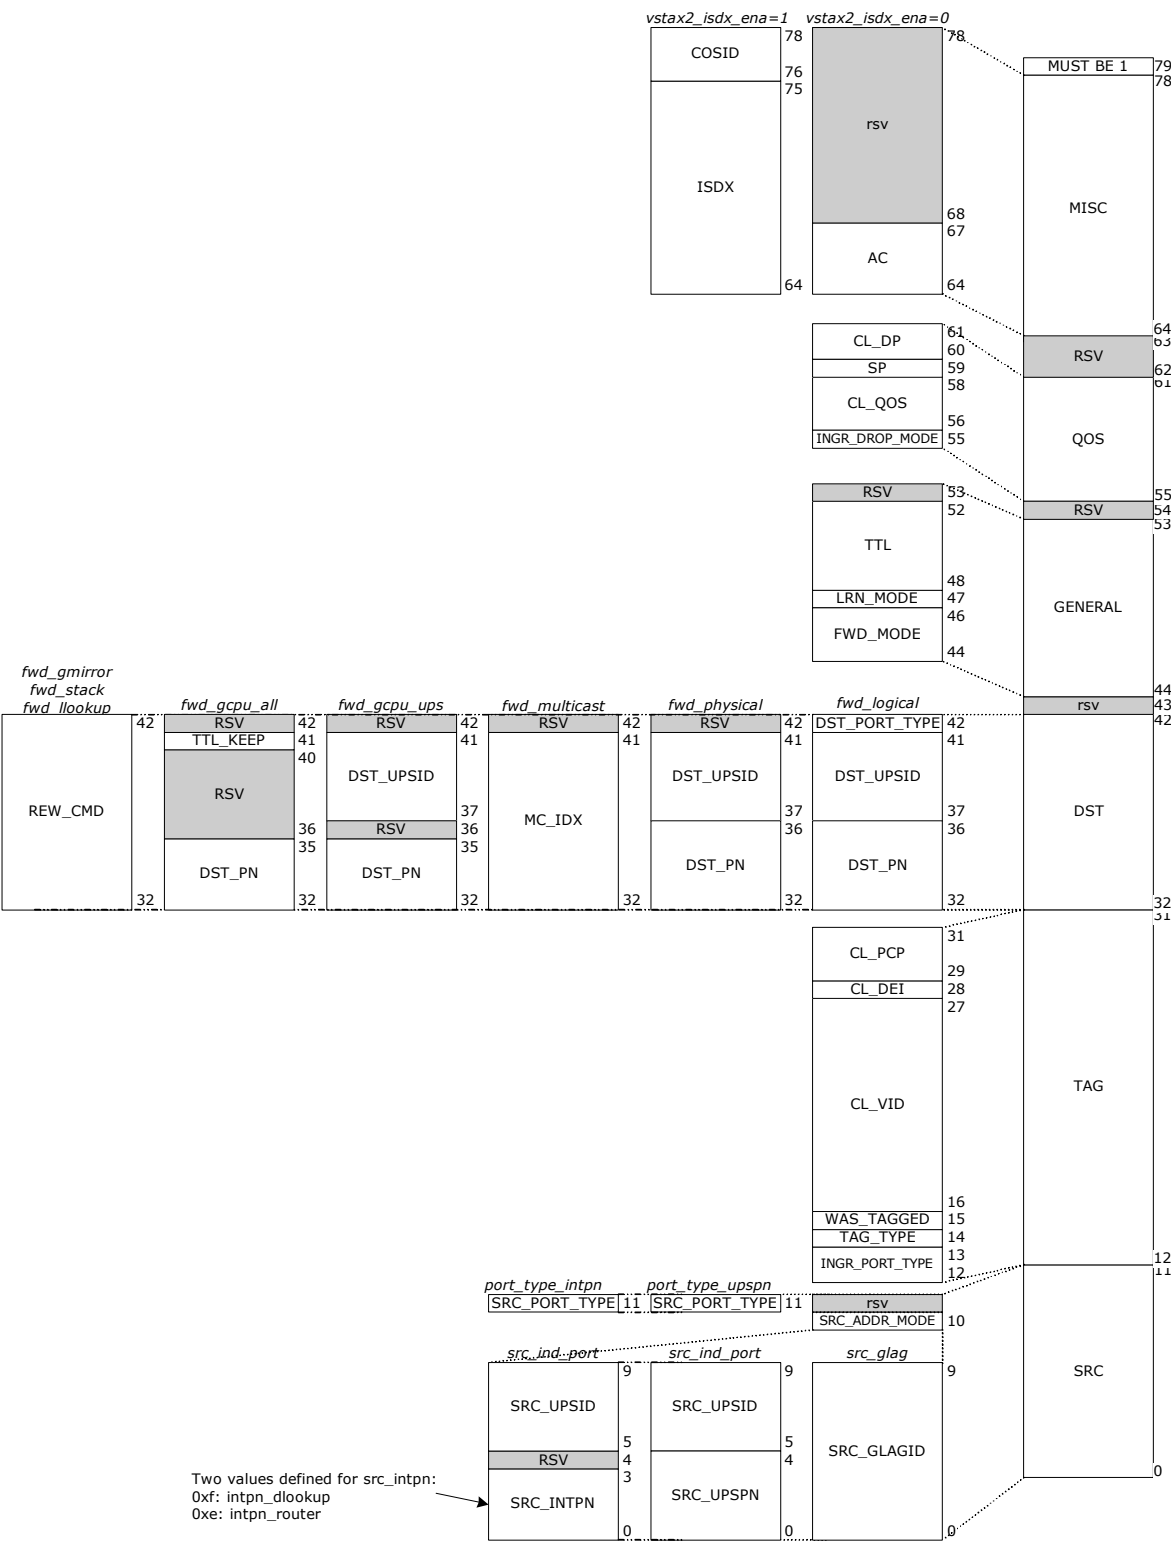 vstax2_isdx_ena=1 vstax2_isdx_ena=0
COSID 78
76
ISDX 75
64
rsv 78
68
AC 67
64
MUST BE 1 79
MISC 78
64
RSV 63
62
QOS 61
55
RSV 54
GENERAL 53
44
rsv 43
DST 42
32
TAG 31
12
SRC 11
0
CL_DP 61
60
SP 59
CL_QOS 58
56
INGR_DROP_MODE 55
RSV 53
TTL 52
48
LRN_MODE 47
FWD_MODE 46
44
fwd_gmirror
fwd_stack
fwd_llookup
REW_CMD 42
32
fwd_gcpu_all
RSV 42
TTL_KEEP 41
RSV 40
36
DST_PN 35
32
fwd_gcpu_ups
RSV 42
DST_UPSID 41
37
RSV 36
DST_PN 35
32
fwd_multicast
RSV 42
MC_IDX 41
32
fwd_physical
RSV 42
DST_UPSID 41
37
DST_PN 36
32
fwd_logical
DST_PORT_TYPE 42
DST_UPSID 41
37
DST_PN 36
32
CL_PCP 31
29
CL_DEI 28
CL_VID 27
16
WAS_TAGGED 15
TAG_TYPE 14
INGR_PORT_TYPE 13
12
port_type_intpn port_type_upspn
SRC_PORT_TYPE 11 SRC_PORT_TYPE 11 rsv
SRC_ADDR_MODE 10
src_ind_port
SRC_UPSID 9
5
RSV 4
SRC_INTPN 3
0
src_ind_port
SRC_UPSID 9
5
SRC_UPSPN 4
0
src_glag
SRC_GLAGID 9
0
Two values defined for src_intpn:
0xf: intpn_dlookup
0xe: intpn_router